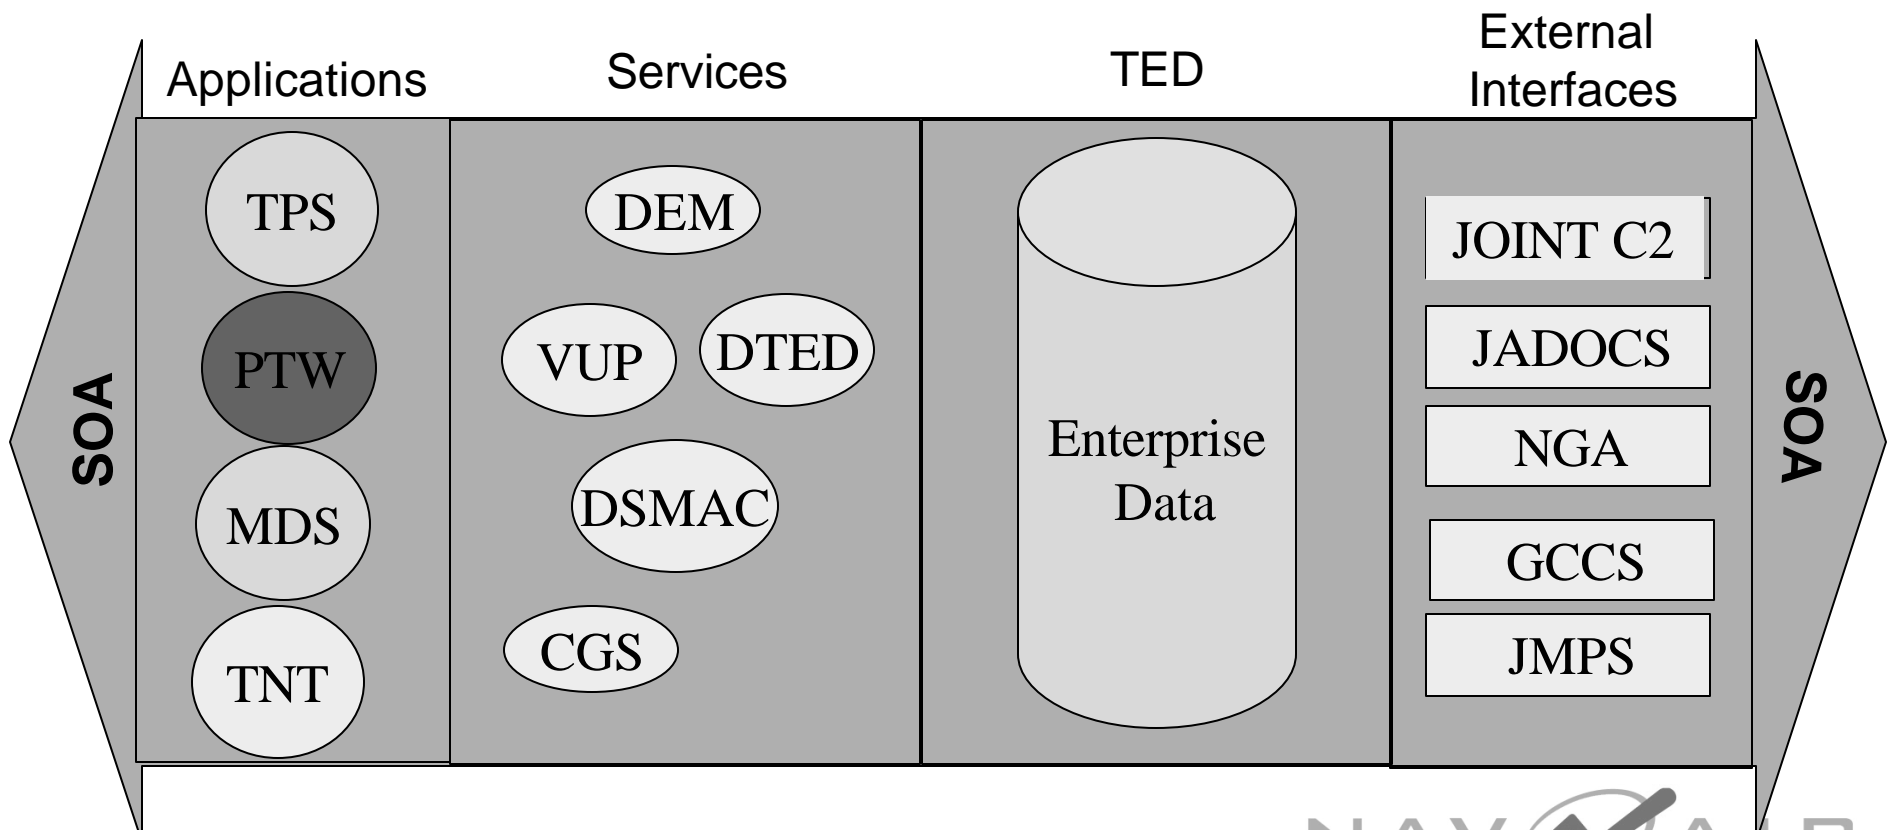 Applications
Services
TED
External
Interfaces
SOA
TPS
PTW
MDS
TNT
DEM
VUP
DTED
DSMAC
CGS
Enterprise
Data
JOINT C2
JADOCS
NGA
GCCS
JMPS
SOA
NAVAIR